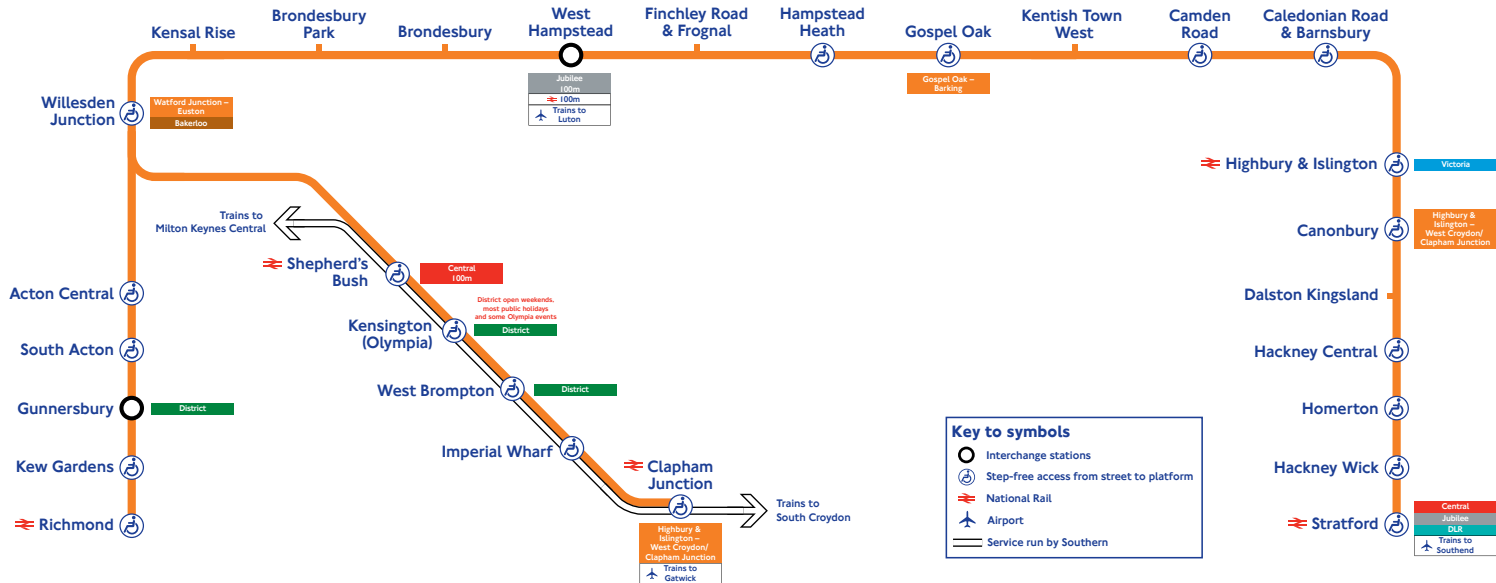 Kensal Rise
Brondesbury
Park
Brondesbury
West
Hampstead
Finchley Road
& Frognal
Hampstead
Heath
Gospel Oak
Kentish Town
West
Camden
Road
Caledonian Road
& Barnsbury
Jubilee
100m
100m
Trains to
Luton
Gospel Oak –
Barking
Willesden
Junction
Watford Junction –
Euston
Bakerloo
Highbury & Islington
Victoria
Trains to
Milton Keynes Central
Canonbury
Highbury &
Islington –
West Croydon/
Clapham Junction
Shepherd's
Bush
Central
100m
Acton Central
Dalston Kingsland
District open weekends,
most public holidays
and some Olympia events
Kensington
(Olympia)
District
South Acton
Hackney Central
West Brompton
District
Gunnersbury
District
Homerton
Imperial Wharf
Key to symbols
Interchange stations
Step-free access from street to platform
National Rail
Airport
Service run by Southern
Kew Gardens
Clapham
Junction
Hackney Wick
Trains to
South Croydon
Richmond
Highbury &
Islington –
West Croydon/
Clapham Junction
Trains to
Gatwick
Stratford
Central
Jubilee
DLR
Trains to
Southend